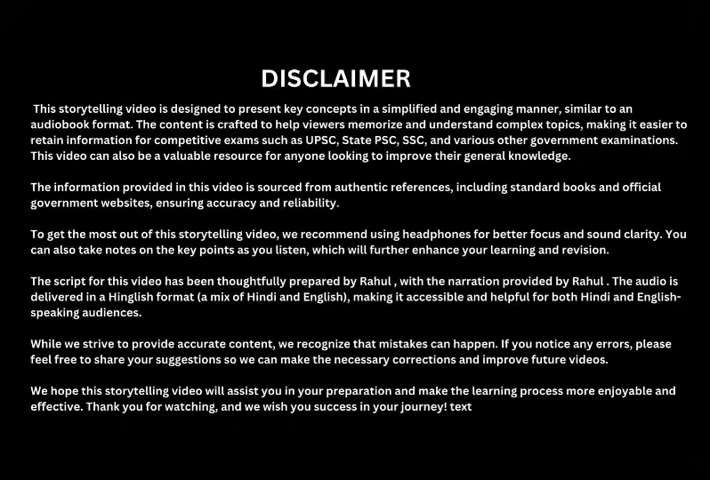 DISCLAIMER
This storytelling video is designed to present key concepts in a simplified and engaging manner, similar to an
audiobook format. The content is crafted to help viewers memorize and understand complex topics, making it easier to
retain information for competitive exams such as UPSC, State PSC, SSC, and various other government examinations.
This video can also be a valuable resource for anyone looking to improve their general knowledge.
The information provided in this video is sourced from authentic references, including standard books and official
government websites, ensuring accuracy and reliability.
To get the most out of this storytelling video, we recommend using headphones for better focus and sound clarity. You
can also take notes on the key points as you listen, which will further enhance your learning and revision.
The script for this video has been thoughtfully prepared by Rahul , with the narration provided by Rahul . The audio is
delivered in a Hinglish format (a mix of Hindi and English), making it accessible and helpful for both Hindi and English-
speaking audiences.
While we strive to provide accurate content, we recognize that mistakes can happen. If you notice any errors, please
feel free to share your suggestions so we can make the necessary corrections and improve future videos.
We hope this storytelling video will assist you in your preparation and make the learning process more enjoyable and
effective. Thank you for watching, and we wish you success in your journey! text